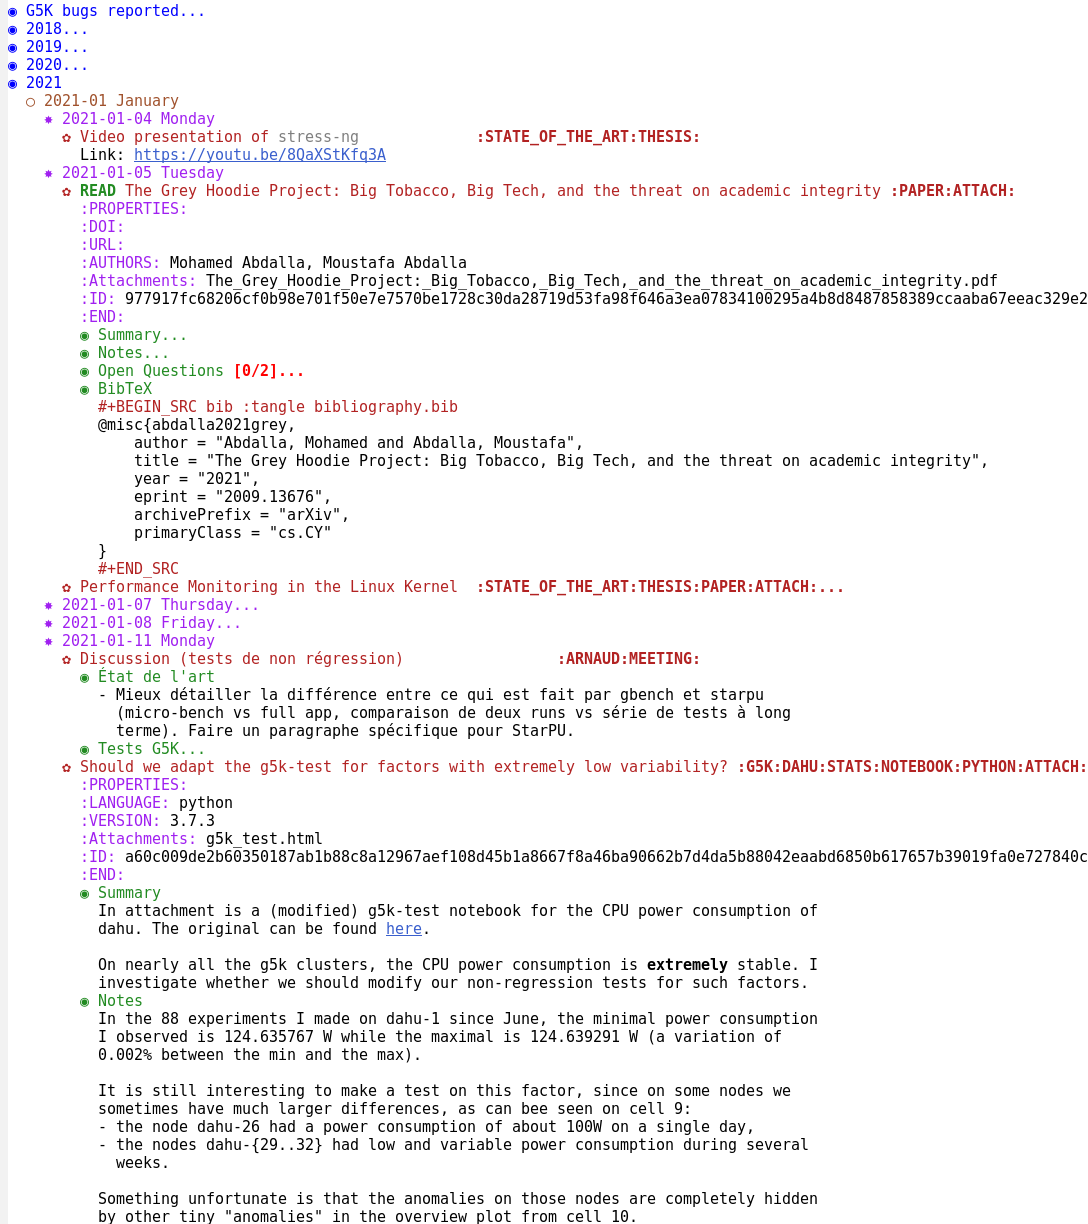 ◉ G5K bugs reported...
◉ 2018...
◉ 2019...
◉ 2020...
◉ 2021
○ 2021-01 January
✸ 2021-01-04 Monday
✿ Video presentation of stress-ng :STATE_OF_THE_ART:THESIS:
Link: https://youtu.be/8QaXStKfq3A
✸ 2021-01-05 Tuesday
✿ READ The Grey Hoodie Project: Big Tobacco, Big Tech, and the threat on academic integrity :PAPER:ATTACH:
:PROPERTIES:
:DOI:
:URL:
:AUTHORS: Mohamed Abdalla, Moustafa Abdalla
:Attachments: The_Grey_Hoodie_Project:_Big_Tobacco,_Big_Tech,_and_the_threat_on_academic_integrity.pdf
:ID: 977917fc68206cf0b98e701f50e7e7570be1728c30da28719d53fa98f646a3ea07834100295a4b8d8487858389ccaaba67eeac329e2
:END:
◉ Summary...
◉ Notes...
◉ Open Questions [0/2]...
◉ BibTeX
#+BEGIN_SRC bib :tangle bibliography.bib
@misc{abdalla2021grey,
author = "Abdalla, Mohamed and Abdalla, Moustafa",
title = "The Grey Hoodie Project: Big Tobacco, Big Tech, and the threat on academic integrity",
year = "2021",
eprint = "2009.13676",
archivePrefix = "arXiv",
primaryClass = "cs.CY"
}
#+END_SRC
✿ Performance Monitoring in the Linux Kernel :STATE_OF_THE_ART:THESIS:PAPER:ATTACH:...
✸ 2021-01-07 Thursday...
✸ 2021-01-08 Friday...
✸ 2021-01-11 Monday
✿ Discussion (tests de non régression) :ARNAUD:MEETING:
◉ État de l'art
- Mieux détailler la différence entre ce qui est fait par gbench et starpu
(micro-bench vs full app, comparaison de deux runs vs série de tests à long
terme). Faire un paragraphe spécifique pour StarPU.
◉ Tests G5K...
✿ Should we adapt the g5k-test for factors with extremely low variability? :G5K:DAHU:STATS:NOTEBOOK:PYTHON:ATTACH:
:PROPERTIES:
:LANGUAGE: python
:VERSION: 3.7.3
:Attachments: g5k_test.html
:ID: a60c009de2b60350187ab1b88c8a12967aef108d45b1a8667f8a46ba90662b7d4da5b88042eaabd6850b617657b39019fa0e727840c
:END:
◉ Summary
In attachment is a (modified) g5k-test notebook for the CPU power consumption of
dahu. The original can be found here.
On nearly all the g5k clusters, the CPU power consumption is extremely stable. I
investigate whether we should modify our non-regression tests for such factors.
◉ Notes
In the 88 experiments I made on dahu-1 since June, the minimal power consumption
I observed is 124.635767 W while the maximal is 124.639291 W (a variation of
0.002% between the min and the max).
It is still interesting to make a test on this factor, since on some nodes we
sometimes have much larger differences, as can bee seen on cell 9:
- the node dahu-26 had a power consumption of about 100W on a single day,
- the nodes dahu-{29..32} had low and variable power consumption during several
weeks.
Something unfortunate is that the anomalies on those nodes are completely hidden
by other tiny "anomalies" in the overview plot from cell 10.